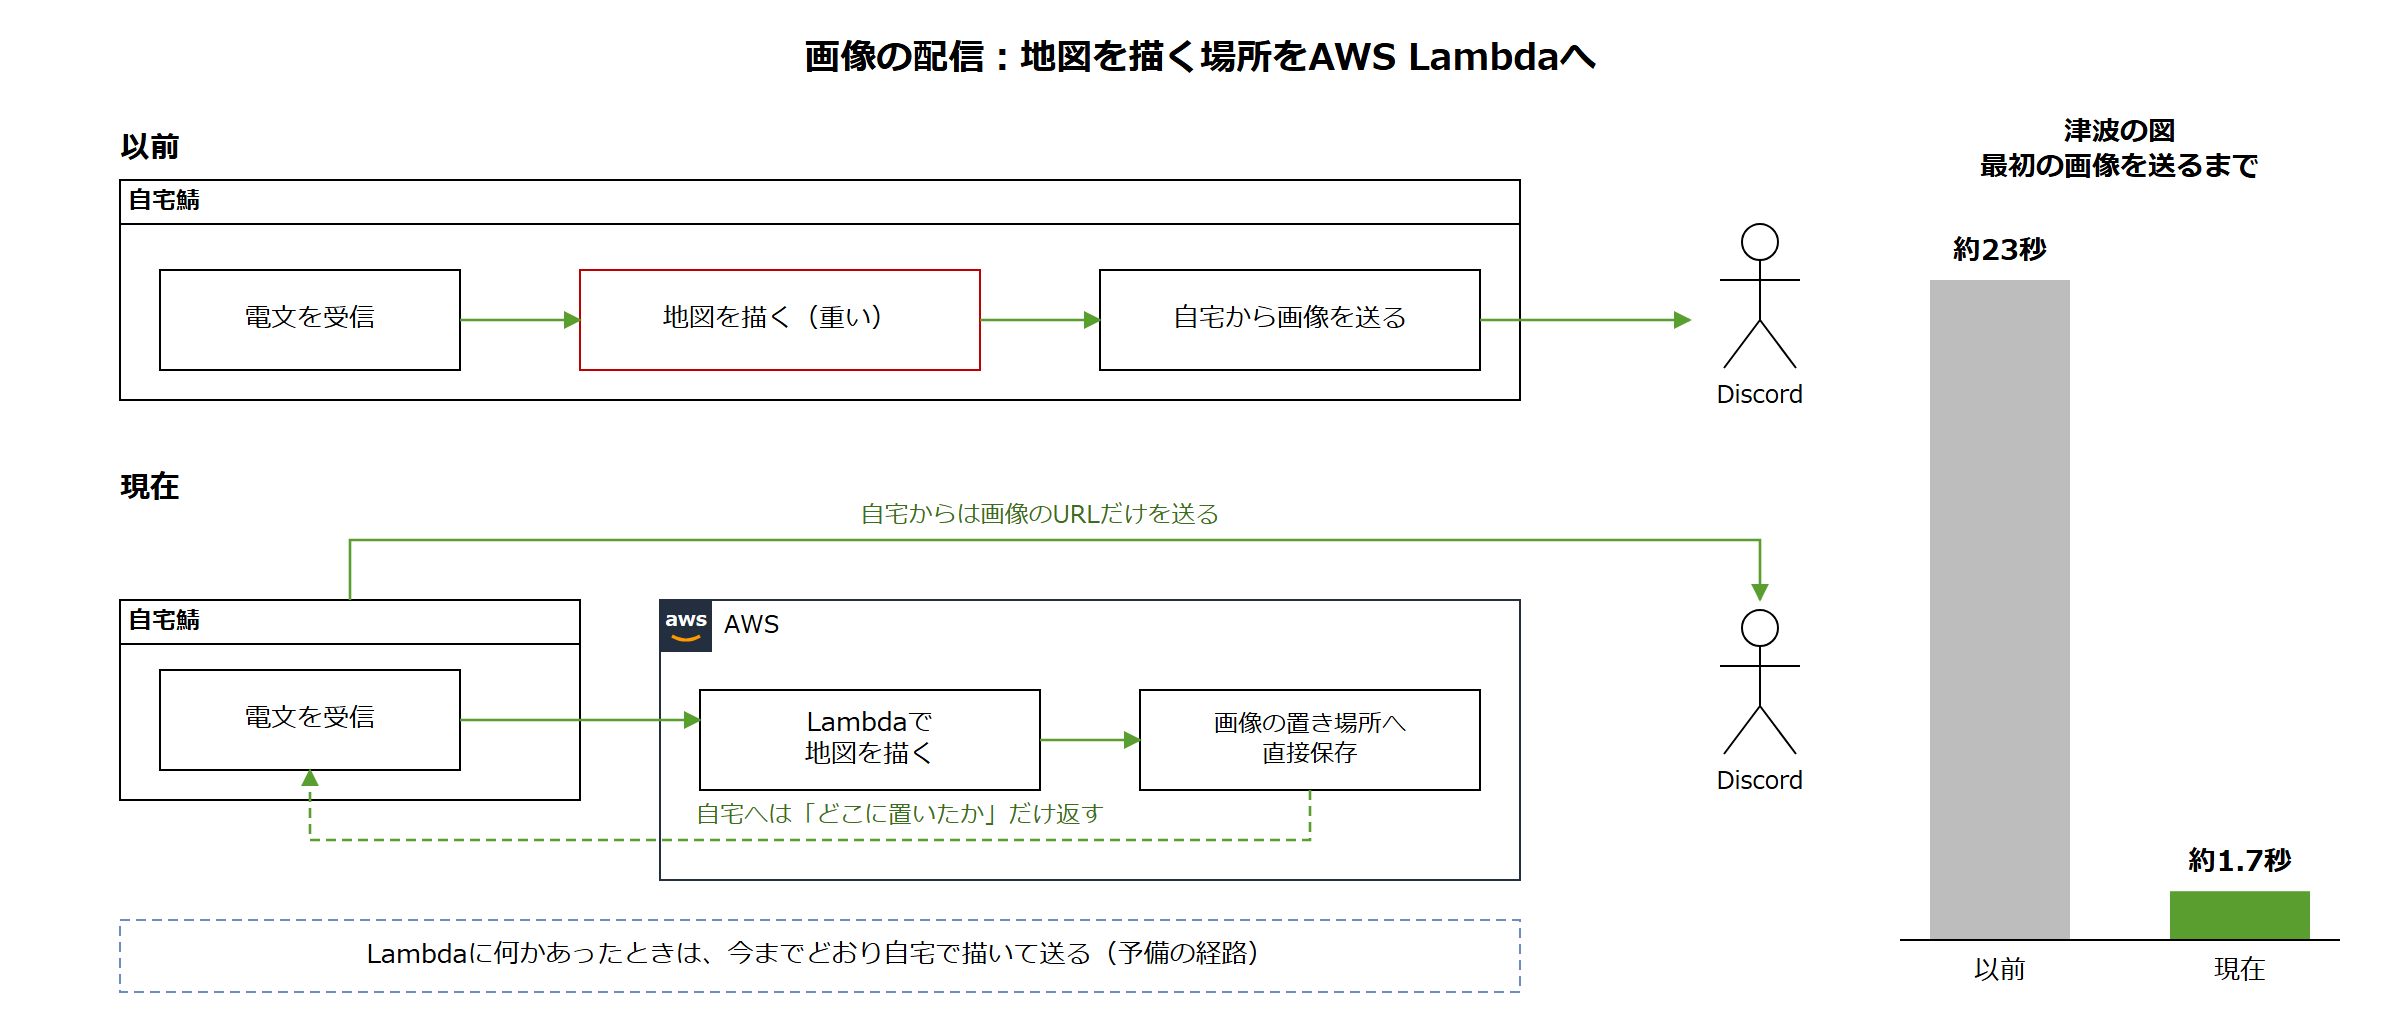 画像の配信：地図を描く場所をAWS Lambdaへ
以前
自宅鯖
電文を受信
地図を描く（重い）
自宅から画像を送る
Discord
現在
自宅からは画像のURLだけを送る
自宅鯖
電文を受信
aws
AWS
Lambdaで
地図を描く
画像の置き場所へ
直接保存
自宅へは「どこに置いたか」だけ返す
Discord
Lambdaに何かあったときは、今までどおり自宅で描いて送る（予備の経路）
津波の図
最初の画像を送るまで
約23秒
約1.7秒
以前
現在